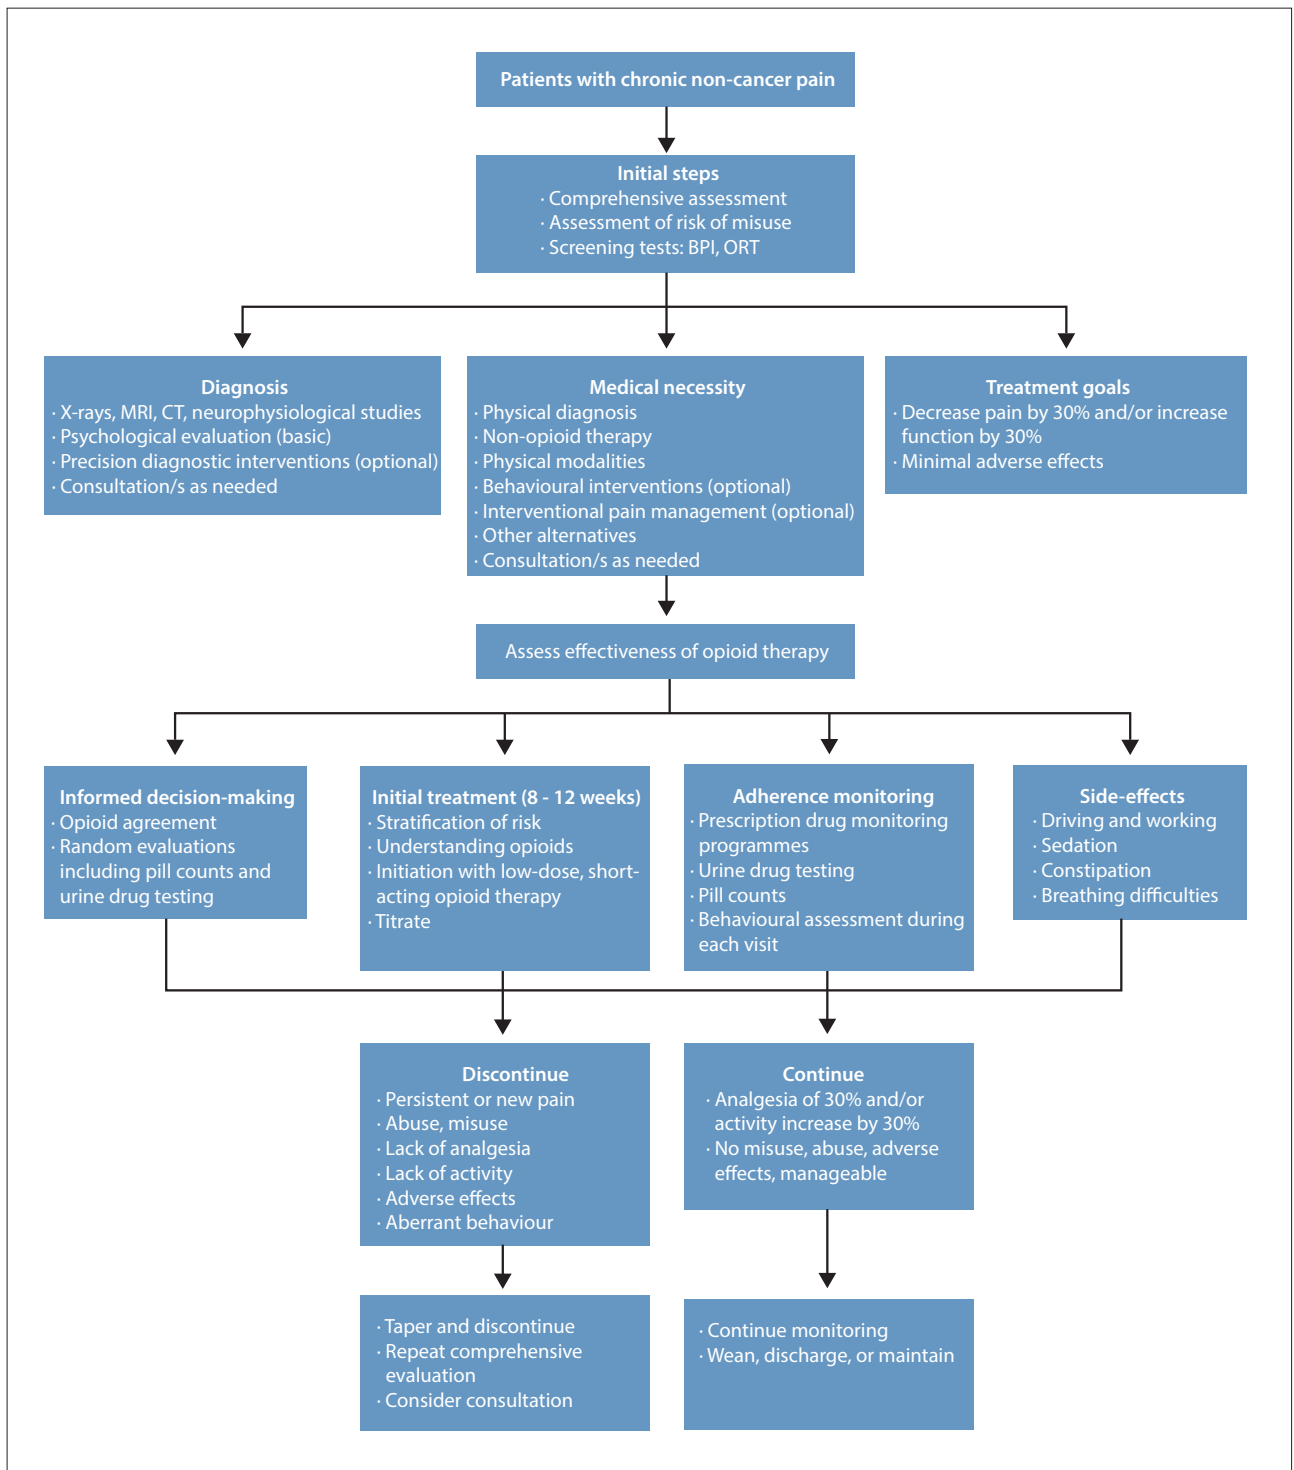 Patients with chronic non-cancer pain
Initial steps
· Comprehensive assessment
· Assessment of risk of misuse
· Screening tests: BPI, ORT
Diagnosis
· X-rays, MRI, CT, neurophysiological studies
· Psychological evaluation (basic)
· Precision diagnostic interventions (optional)
· Consultation/s as needed
Medical necessity
· Physical diagnosis
· Non-opioid therapy
· Physical modalities
· Behavioural interventions (optional)
· Interventional pain management (optional)
· Other alternatives
· Consultation/s as needed
Treatment goals
· Decrease pain by 30% and/or increase
function by 30%
· Minimal adverse effects
Assess effectiveness of opioid therapy
Informed decision-making
· Opioid agreement
· Random evaluations
including pill counts and
urine drug testing
Initial treatment (8 - 12 weeks)
· Stratification of risk
· Understanding opioids
· Initiation with low-dose, short-
acting opioid therapy
· Titrate
Adherence monitoring
· Prescription drug monitoring
programmes
· Urine drug testing
· Pill counts
· Behavioural assessment during
each visit
Side-effects
· Driving and working
· Sedation
· Constipation
· Breathing difficulties
Discontinue
· Persistent or new pain
· Abuse, misuse
· Lack of analgesia
· Lack of activity
· Adverse effects
· Aberrant behaviour
Continue
· Analgesia of 30% and/or
activity increase by 30%
· No misuse, abuse, adverse
effects, manageable
· Taper and discontinue
· Repeat comprehensive
evaluation
· Consider consultation
· Continue monitoring
· Wean, discharge, or maintain